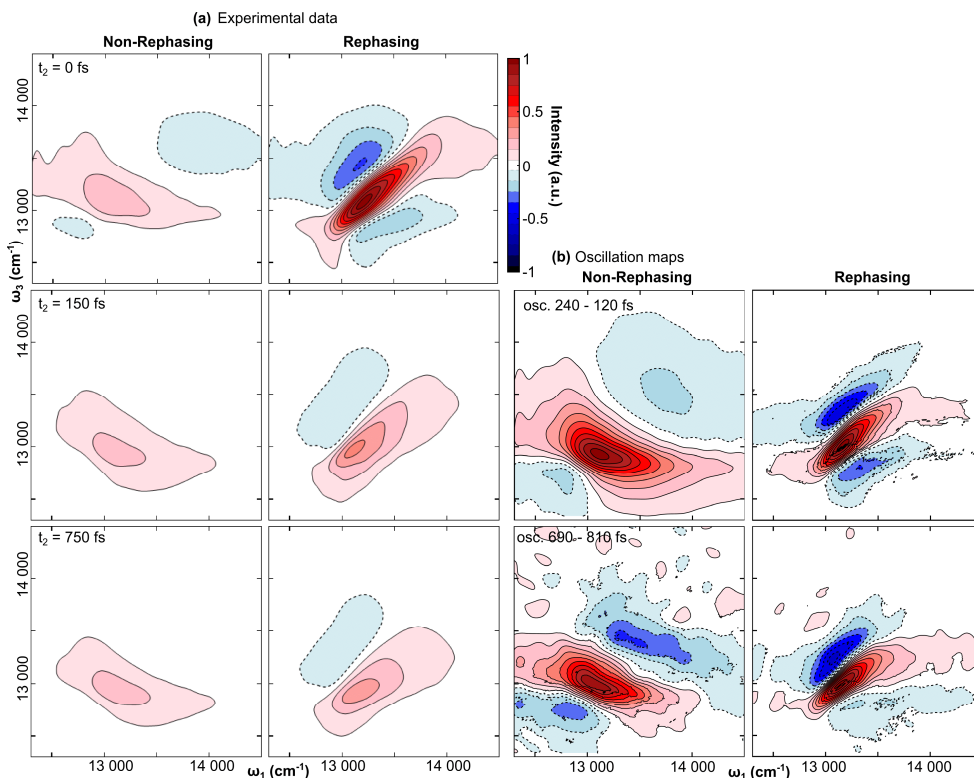 (a) Experimental data
Non-Rephasing
Rephasing
t2 = 0 fs
14 000
13 000
1
0.5
0
-0.5
-1
Intensity (a.u.)
ω3 (cm-1)
(b) Oscillation maps
Non-Rephasing
Rephasing
t2 = 150 fs
14 000
13 000
osc. 240 - 120 fs
t2 = 750 fs
14 000
13 000
osc. 690 - 810 fs
13 000
14 000
13 000
14 000
13 000
14 000
13 000
14 000
ω1 (cm-1)
ω1 (cm-1)